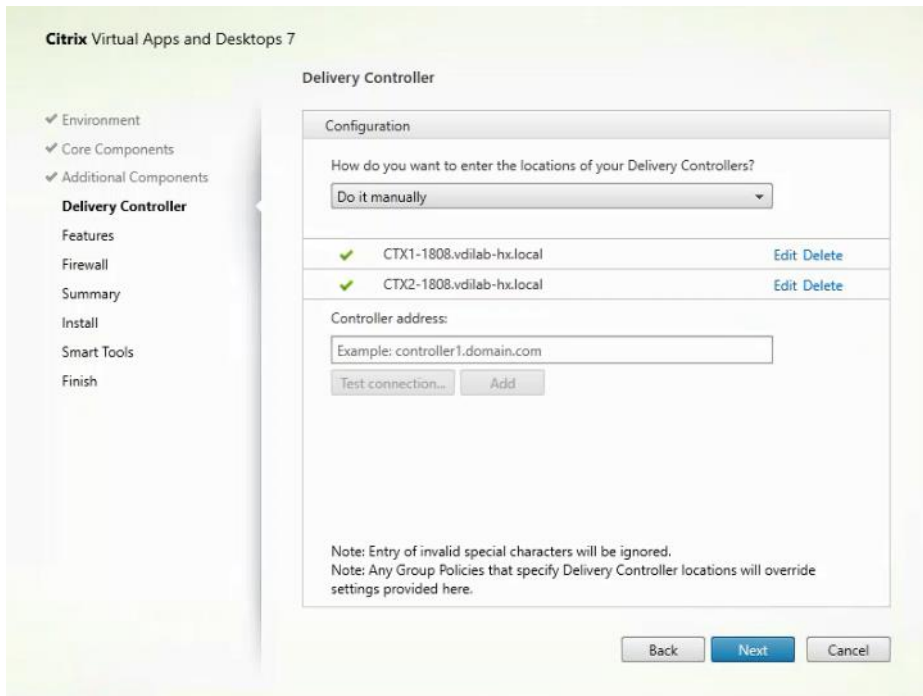 Citrix Virtual Apps and Desktops 7
Delivery Controller
Environment
Core Components
Additional Components
Delivery Controller
Features
Firewall
Summary
Install
Smart Tools
Finish
Configuration
How do you want to enter the locations of your Delivery Controllers?
Do it manually
CTX1-1808.vdilab-hx.local Edit Delete
CTX2-1808.vdilab-hx.local Edit Delete
Controller address:
Example: controller1.domain.com
Test connection... Add
Note: Entry of invalid special characters will be ignored.
Note: Any Group Policies that specify Delivery Controller locations will override
settings provided here.
Back Next Cancel